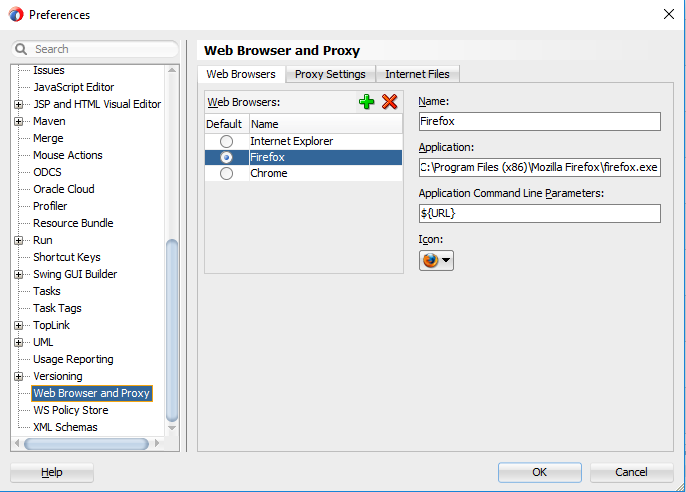 Preferences
Search
Issues
JavaScript Editor
JSP and HTML Visual Editor
Maven
Merge
Mouse Actions
ODCS
Oracle Cloud
Profiler
Resource Bundle
Run
Shortcut Keys
Swing GUI Builder
Tasks
Task Tags
TopLink
UML
Usage Reporting
Versioning
Web Browser and Proxy
WS Policy Store
XML Schemas
Web Browser and Proxy
Web Browsers Proxy Settings Internet Files
Web Browsers:
Default Name
Internet Explorer
Firefox
Chrome
Name:
Firefox
Application:
C:\Program Files (x86)\Mozilla Firefox\firefox.exe
Application Command Line Parameters:
${URL}
Icon:
Help OK Cancel